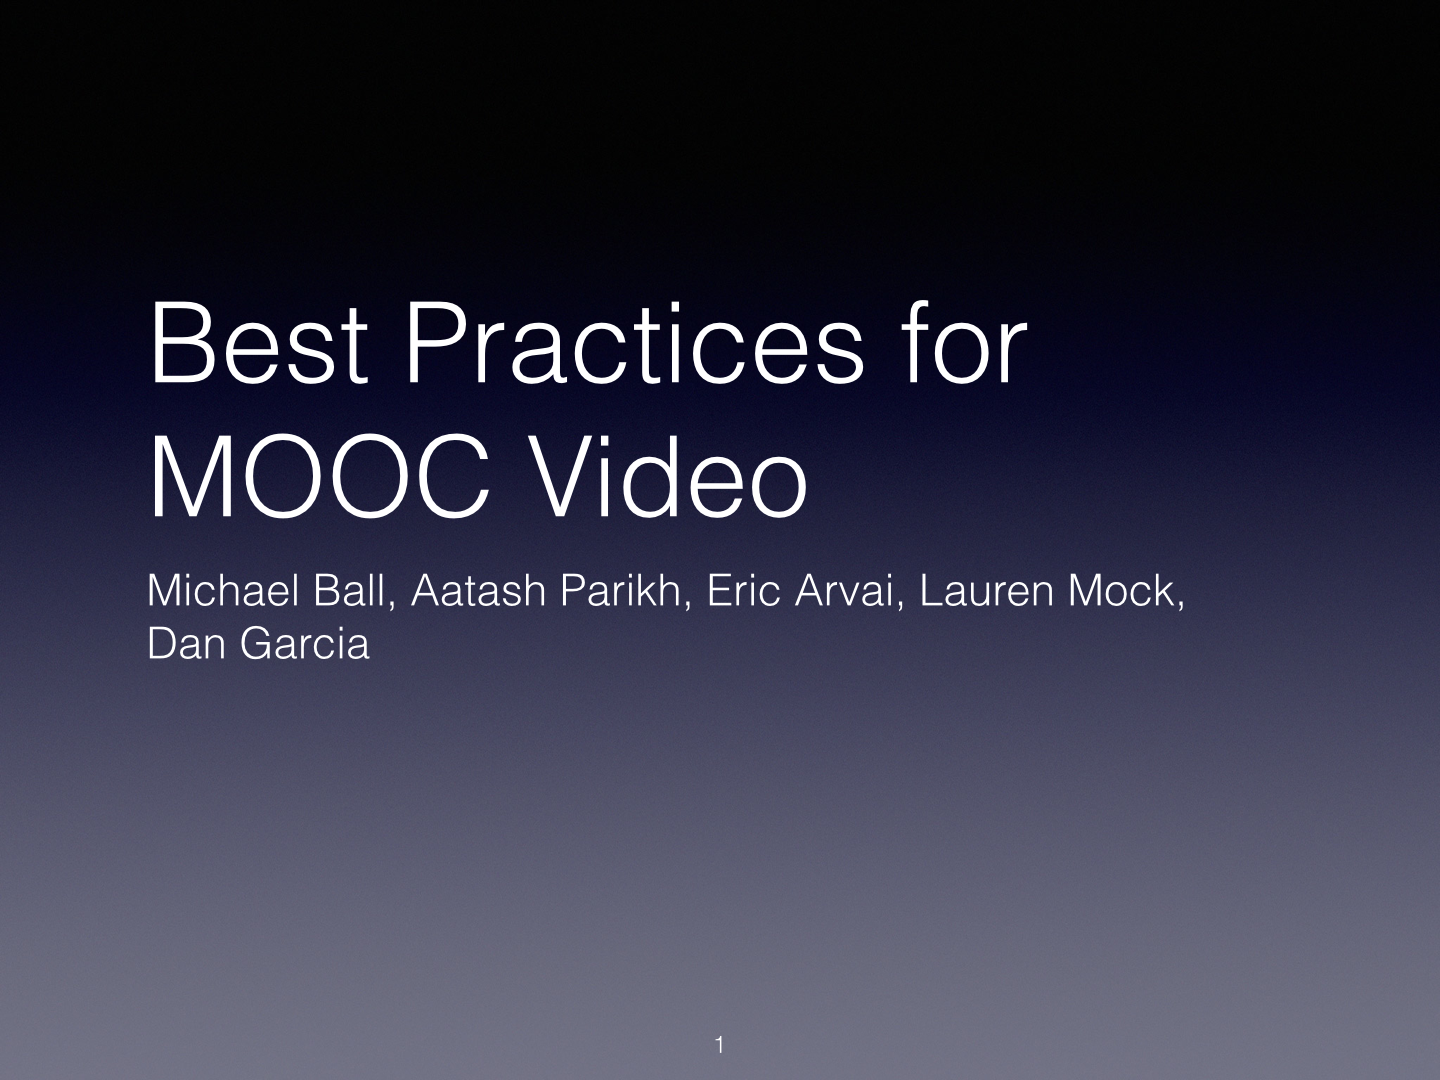 Best Practices for
MOOC Video
Michael Ball, Aatash Parikh, Eric Arvai, Lauren Mock,
Dan Garcia
1